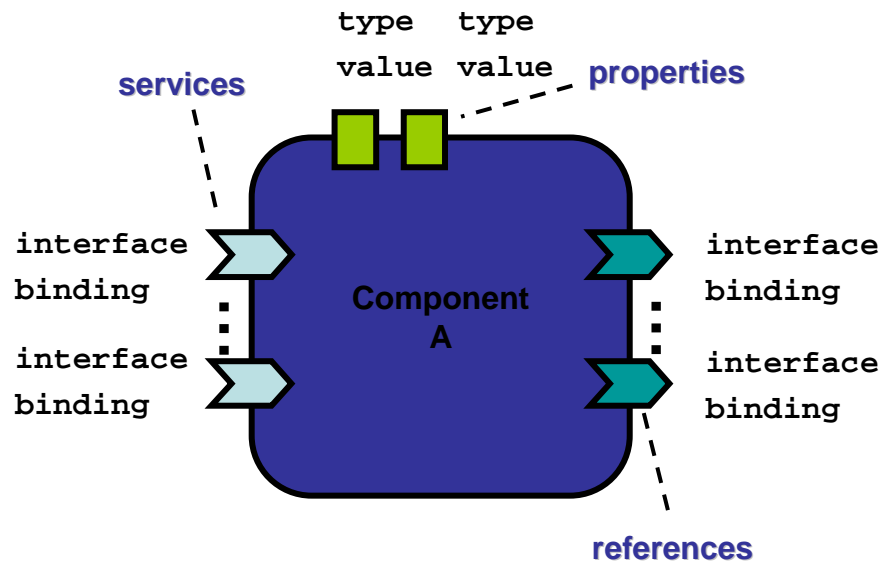 type type
value value
services
properties
interface
binding
interface
binding
Component
A
interface
binding
interface
binding
references